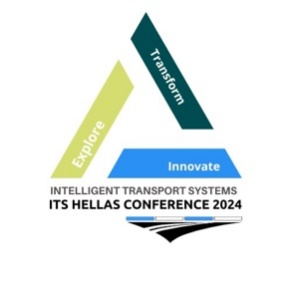 Transform
Explore
Innovate
INTELLIGENT TRANSPORT SYSTEMS
ITS HELLAS CONFERENCE 2024